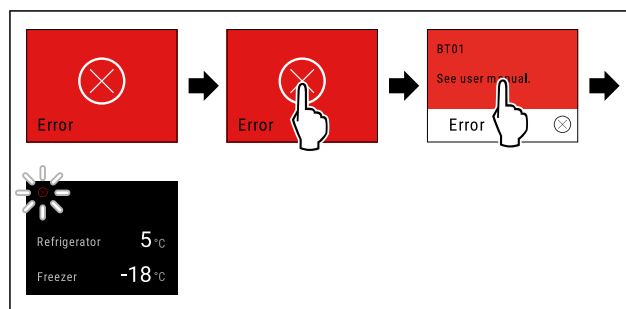 Error
Error
BT01
See user manual.
Error
Refrigerator 5 °C
Freezer -18 °C